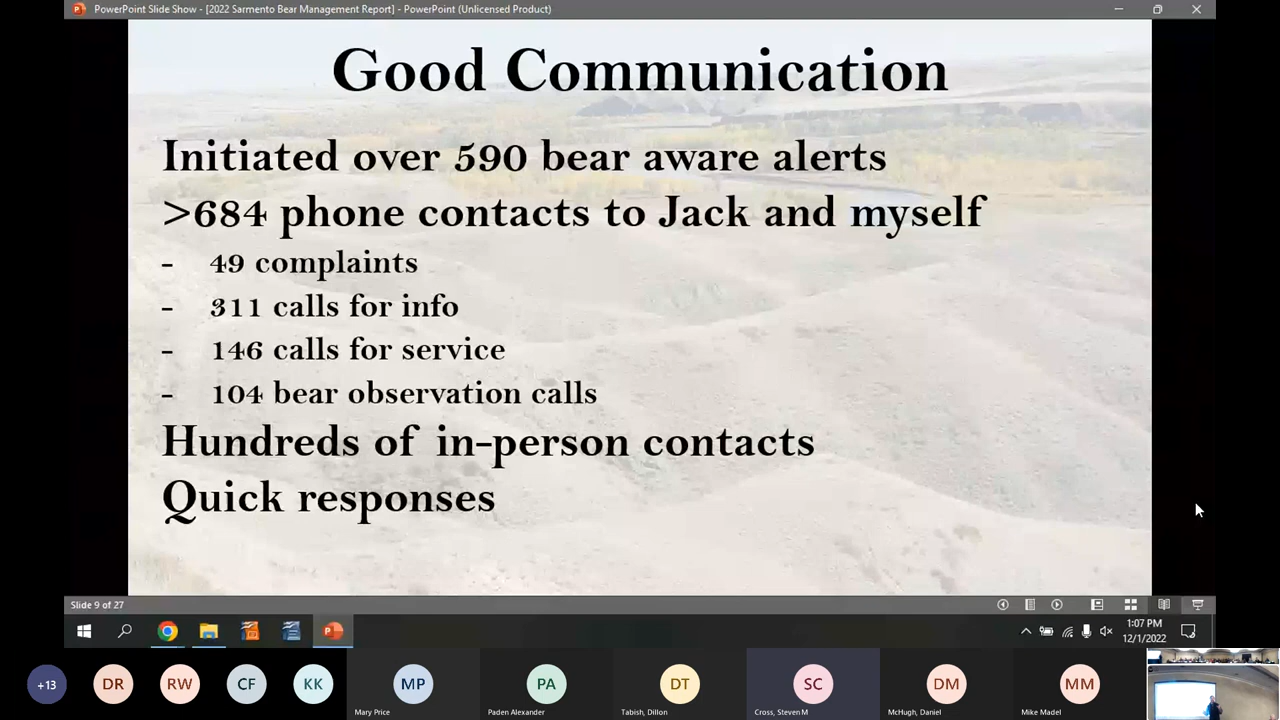 PowerPoint Slide Show - [2022 Sarmento Bear Management Report] - PowerPoint (Unlicensed Product)
Good Communication
Initiated over 590 bear aware alerts
>684 phone contacts to Jack and myself
- 49 complaints
- 311 calls for info
- 146 calls for service
- 104 bear observation calls
Hundreds of in-person contacts
Quick responses
Slide 9 of 27
1:07 PM
12/1/2022
+13
DR
RW
CF
KK
MP
PA
DT
SC
DM
MM
Mary Price
Paden Alexander
Tabish, Dillon
Cross, Steven M
McHugh, Daniel
Mike Madel